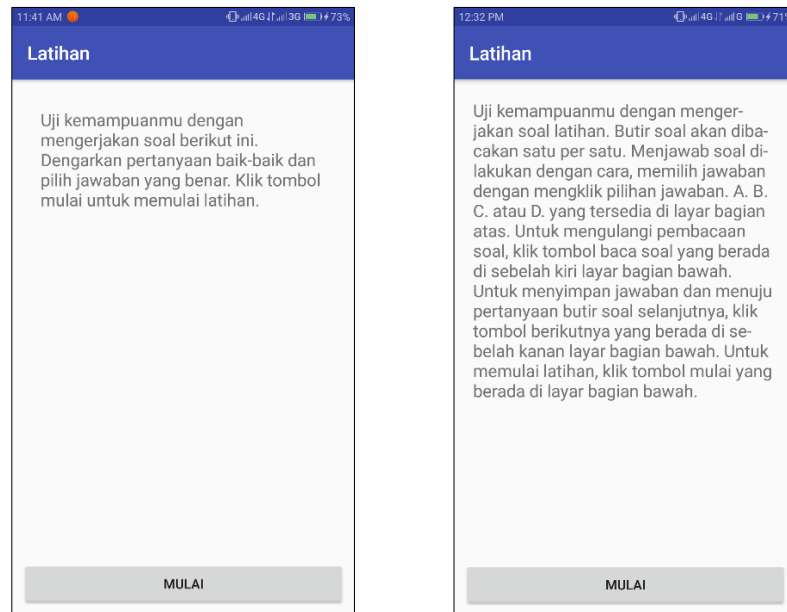 11:41 AM
4G 3G 73%
Latihan
Uji kemampuanmu dengan
mengerjakan soal berikut ini.
Dengarkan pertanyaan baik-baik dan
pilih jawaban yang benar. Klik tombol
mulai untuk memulai latihan.
MULAI
12:32 PM
4G G 71%
Latihan
Uji kemampuanmu dengan menger-
jakan soal latihan. Butir soal akan diba-
cakan satu per satu. Menjawab soal di-
lakukan dengan cara, memilih jawaban
dengan mengklik pilihan jawaban. A. B.
C. atau D. yang tersedia di layar bagian
atas. Untuk mengulangi pembacaan
soal, klik tombol baca soal yang berada
di sebelah kiri layar bagian bawah.
Untuk menyimpan jawaban dan menuju
pertanyaan butir soal selanjutnya, klik
tombol berikutnya yang berada di se-
belah kanan layar bagian bawah. Untuk
memulai latihan, klik tombol mulai yang
berada di layar bagian bawah.
MULAI